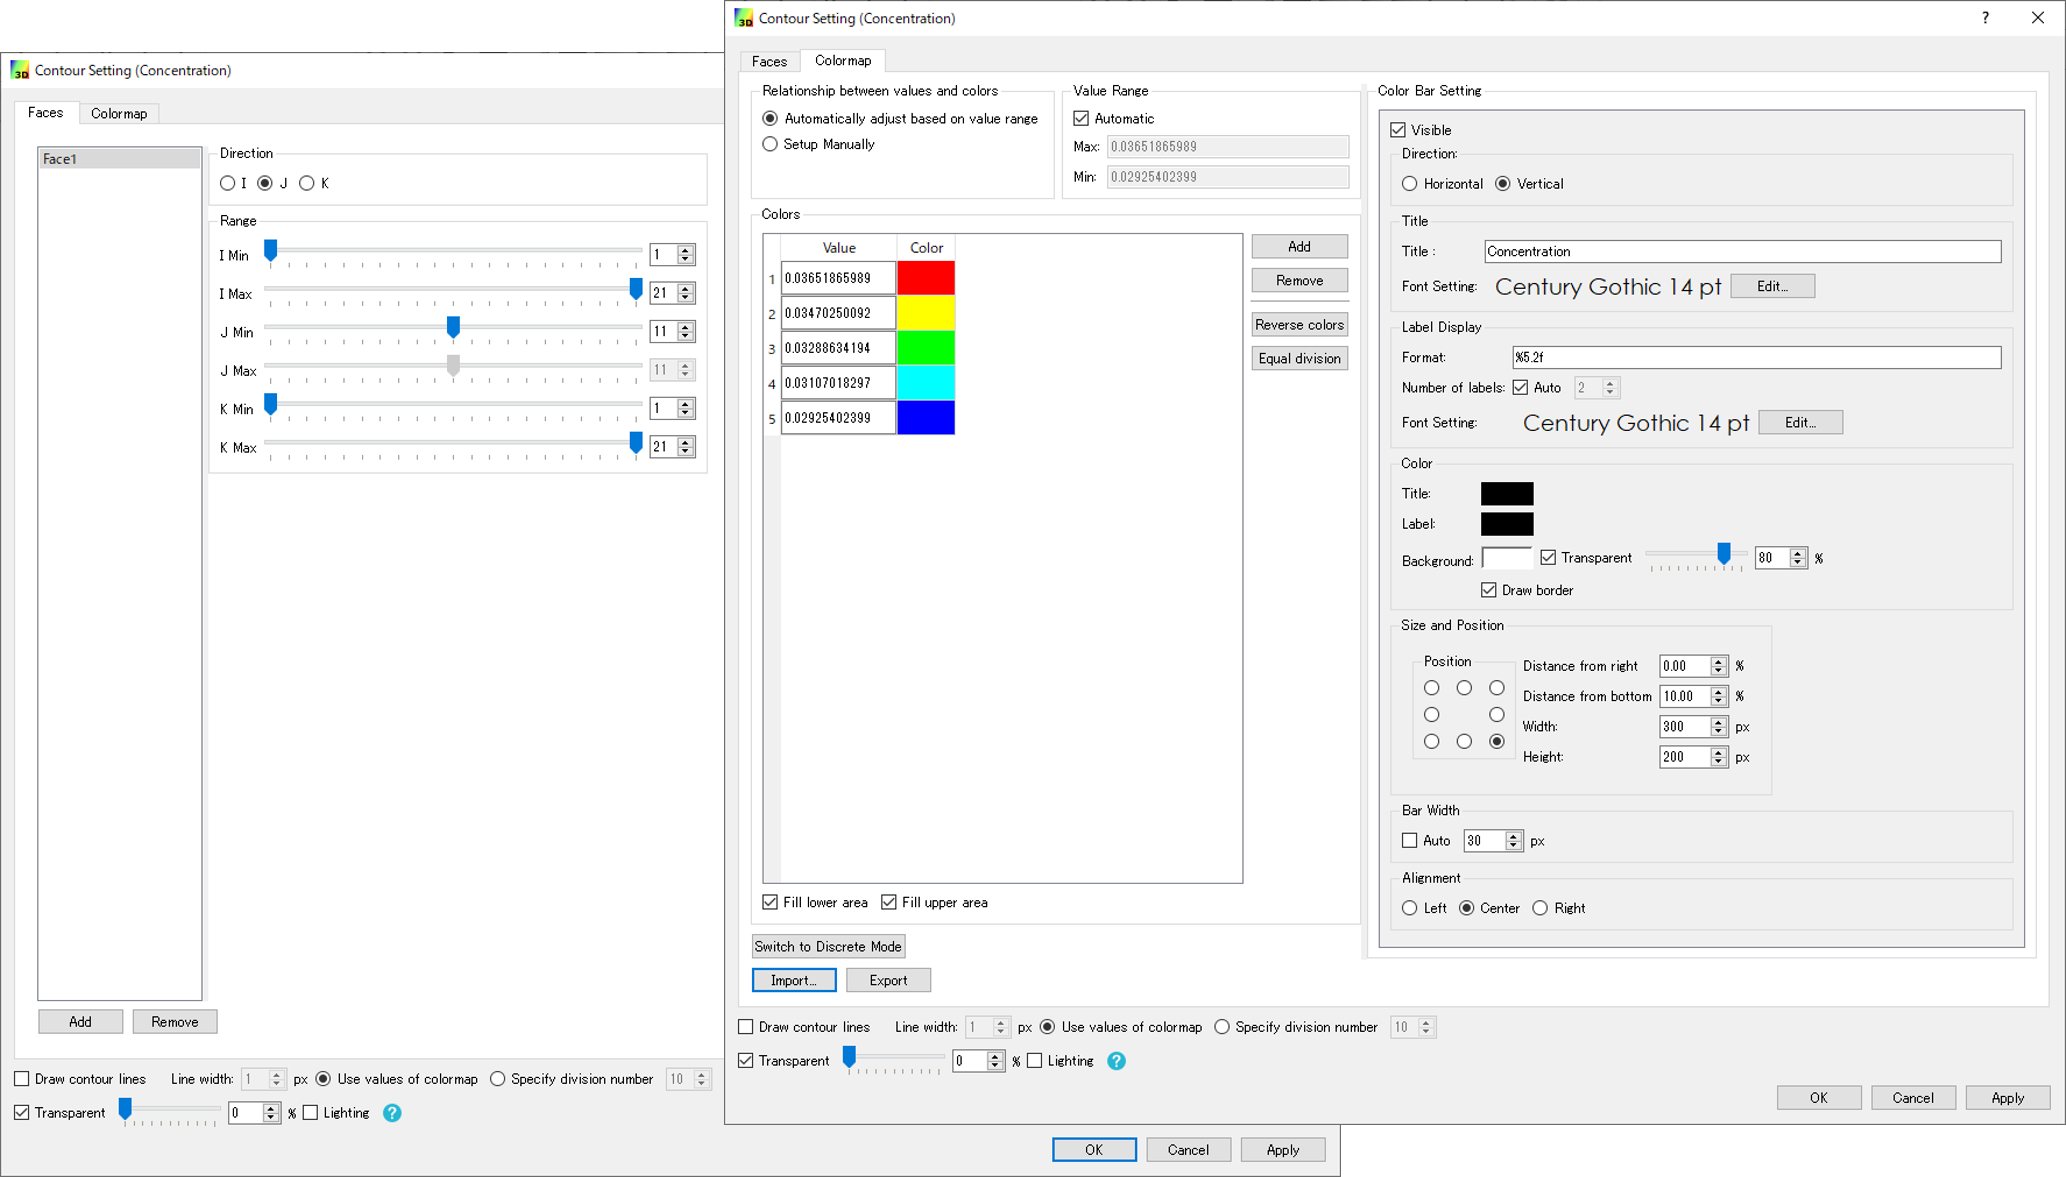 Contour Setting (Concentration)
Faces
Colormap
Face1
Direction
I
J
K
Range
I Min
1
I Max
21
J Min
11
J Max
11
K Min
1
K Max
21
Add
Remove
Draw contour lines
Line width:
1
px
Use values of colormap
Specify division number
10
Transparent
0
%
Lighting
?
OK
Cancel
Apply
Contour Setting (Concentration)
?
Faces
Colormap
Relationship between values and colors
Automatically adjust based on value range
Setup Manually
Value Range
Automatic
Max:
0.03651865989
Min:
0.02925402399
Colors
Value
Color
1
0.03651865989
2
0.03470250092
3
0.03288634194
4
0.03107018297
5
0.02925402399
Add
Remove
Reverse colors
Equal division
Fill lower area
Fill upper area
Switch to Discrete Mode
Import...
Export
Color Bar Setting
Visible
Direction:
Horizontal
Vertical
Title
Title :
Concentration
Font Setting:
Century Gothic 14 pt
Edit...
Label Display
Format:
%5.2f
Number of labels:
Auto
2
Font Setting:
Century Gothic 14 pt
Edit...
Color
Title:
Label:
Background:
Transparent
80
%
Draw border
Size and Position
Position
Distance from right
0.00
%
Distance from bottom
10.00
%
Width:
300
px
Height:
200
px
Bar Width
Auto
30
px
Alignment
Left
Center
Right
Draw contour lines
Line width:
1
px
Use values of colormap
Specify division number
10
Transparent
0
%
Lighting
?
OK
Cancel
Apply
3D
3D